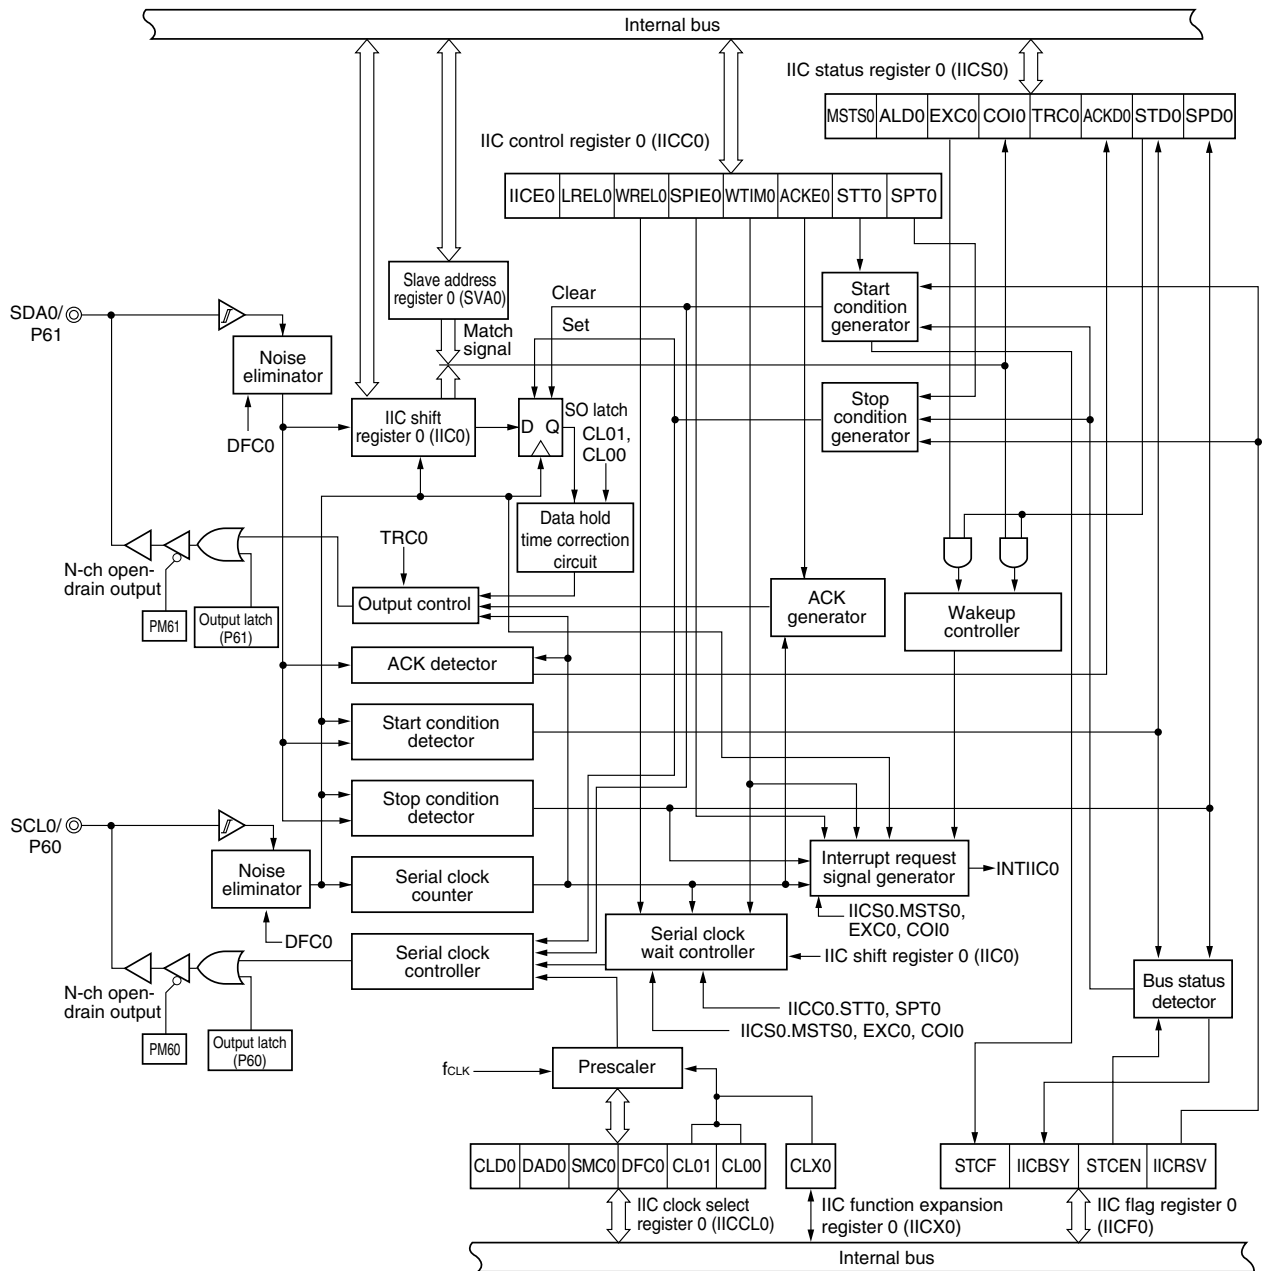 Internal bus
IIC status register 0 (IICS0)
MSTS0 ALD0 EXC0 COI0 TRC0 ACKD0 STD0 SPD0
IIC control register 0 (IICC0)
IICE0 LREL0 WREL0 SPIE0 WTIM0 ACKE0 STT0 SPT0
Slave address
register 0 (SVA0)
Clear
Set
Match
signal
Start
condition
generator
SDA0/
P61
Noise
eliminator
DFC0
IIC shift
register 0 (IIC0)
D Q
SO latch
CL01,
CL00
Stop
condition
generator
Data hold
time correction
circuit
TRC0
N-ch open-
drain output
PM61
Output latch
(P61)
Output control
ACK
generator
Wakeup
controller
ACK detector
Start condition
detector
Stop condition
detector
SCL0/
P60
Noise
eliminator
DFC0
Serial clock
counter
Interrupt request
signal generator
INTIIC0
IICS0.MSTS0,
EXC0, COI0
Serial clock
wait controller
IIC shift register 0 (IIC0)
Serial clock
controller
N-ch open-
drain output
PM60
Output latch
(P60)
IICC0.STT0, SPT0
IICS0.MSTS0, EXC0, COI0
Bus status
detector
fCLK
Prescaler
CLD0 DAD0 SMC0 DFC0 CL01 CL00
CLX0
STCF IICBSY STCEN IICRSV
IIC clock select
register 0 (IICCL0)
IIC function expansion
register 0 (IICX0)
IIC flag register 0
(IICF0)
Internal bus